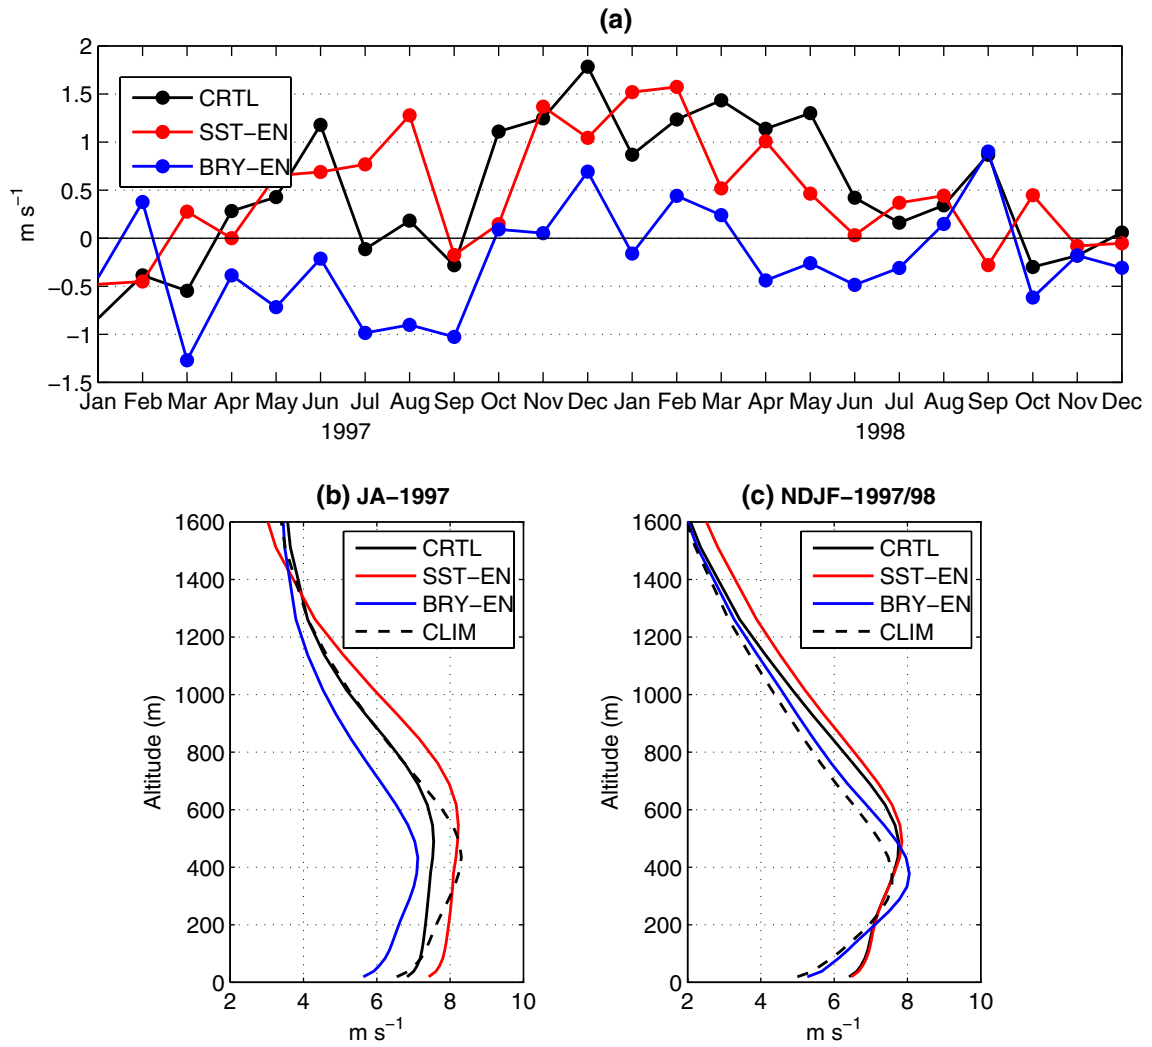 (a)
m s⁻¹
2
1.5
1
0.5
0
−0.5
−1
−1.5
CRTL
SST−EN
BRY−EN
Jan Feb Mar Apr May Jun Jul Aug Sep Oct Nov Dec Jan Feb Mar Apr May Jun Jul Aug Sep Oct Nov Dec
1997 1998
(b) JA−1997
Altitude (m)
1600
1400
1200
1000
800
600
400
200
0
CRTL
SST−EN
BRY−EN
CLIM
2 4 6 8 10
m s⁻¹
(c) NDJF−1997/98
Altitude (m)
1600
1400
1200
1000
800
600
400
200
0
CRTL
SST−EN
BRY−EN
CLIM
2 4 6 8 10
m s⁻¹